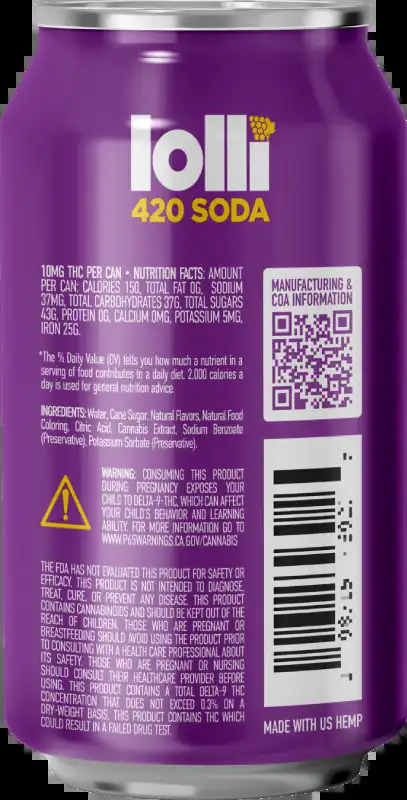 lolli
420 SODA
10MG THC PER CAN • NUTRITION FACTS: AMOUNT
PER CAN: CALORIES 150, TOTAL FAT 0G, SODIUM
37MG, TOTAL CARBOHYDRATES 37G, TOTAL SUGARS
43G, PROTEIN 0G, CALCIUM 0MG, POTASSIUM 5MG,
IRON 25G.
*The % Daily Value (DV) tells you how much a nutrient in a
serving of food contributes to a daily diet. 2,000 calories a
day is used for general nutrition advice.
INGREDIENTS: Water, Cane Sugar, Natural Flavors, Natural Food
Coloring, Citric Acid, Cannabis Extract, Sodium Benzoate
(Preservative), Potassium Sorbate (Preservative).
WARNING: CONSUMING THIS PRODUCT
DURING PREGNANCY EXPOSES YOUR
CHILD TO DELTA-9-THC, WHICH CAN AFFECT
YOUR CHILD'S BEHAVIOR AND LEARNING
ABILITY. FOR MORE INFORMATION GO TO
WWW.P65WARNINGS.CA.GOV/CANNABIS
THE FDA HAS NOT EVALUATED THIS PRODUCT FOR SAFETY OR
EFFICACY. THIS PRODUCT IS NOT INTENDED TO DIAGNOSE,
TREAT, CURE, OR PREVENT ANY DISEASE. THIS PRODUCT
CONTAINS CANNABINOIDS AND SHOULD BE KEPT OUT OF THE
REACH OF CHILDREN. THOSE WHO ARE PREGNANT OR
BREASTFEEDING SHOULD AVOID USING THE PRODUCT PRIOR
TO CONSULTING WITH A HEALTH CARE PROFESSIONAL ABOUT
ITS SAFETY. THOSE WHO ARE PREGNANT OR NURSING
SHOULD CONSULT THEIR HEALTHCARE PROVIDER BEFORE
USING. THIS PRODUCT CONTAINS A TOTAL DELTA-9 THC
CONCENTRATION THAT DOES NOT EXCEED 0.3% ON A
DRY-WEIGHT BASIS. THIS PRODUCT CONTAINS THC WHICH
COULD RESULT IN A FAILED DRUG TEST.
MANUFACTURING &
COA INFORMATION
MADE WITH US HEMP